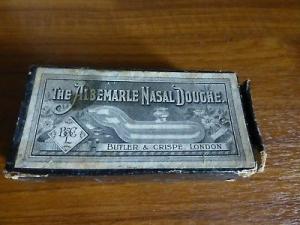 THE ALBEMARLE NASAL DOUCHE.
B&C
BUTLER & CRISPE LONDON